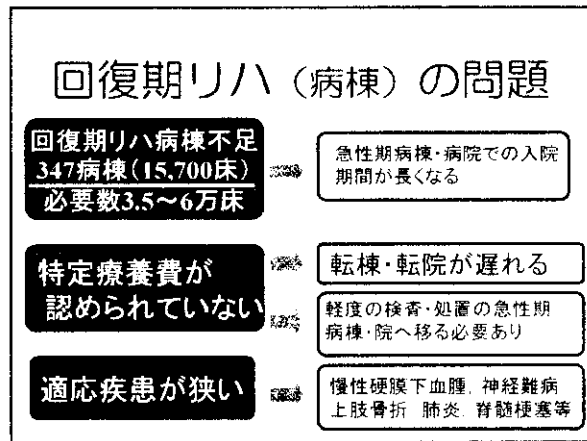 回復期リハ（病棟）の問題
回復期リハ病棟不足
347病棟（15,700床）
必要数3.5～6万床
急性期病棟・病院での入院
期間が長くなる
特定療養費が
認められていない
転棟・転院が遅れる
軽度の検査・処置の急性期
病棟・院へ移る必要あり
適応疾患が狭い
慢性硬膜下血腫，神経難病
上肢骨折 肺炎，脊髄梗塞等